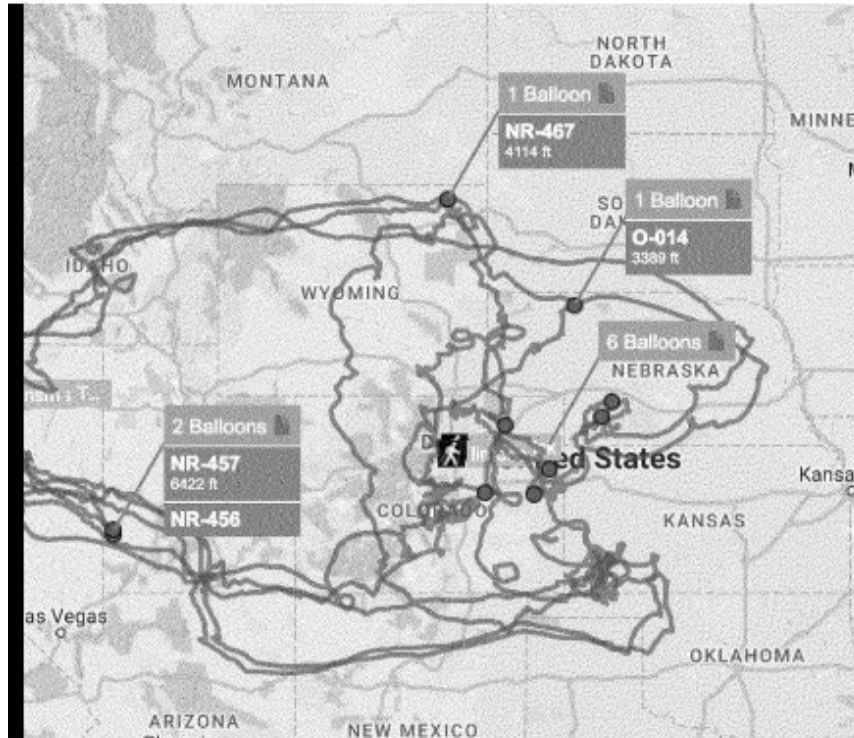 NORTH
DAKOTA
MONTANA
1 Balloon
MINNE
NR-467
4114 ft
1 Balloon
O-014
3389 ft
IDAHO
WYOMING
6 Balloons
NEBRASKA
2 Balloons
NR-457
6422 ft
NR-456
ed States
Kansa
COLORADO
KANSAS
as Vegas
OKLAHOMA
ARIZONA
NEW MEXICO